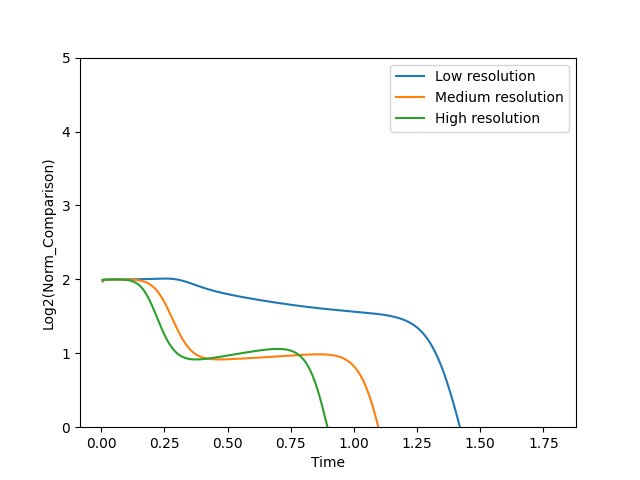 Low resolution
Medium resolution
High resolution
5
4
3
2
1
0
Log2(Norm_Comparison)
0.00 0.25 0.50 0.75 1.00 1.25 1.50 1.75
Time